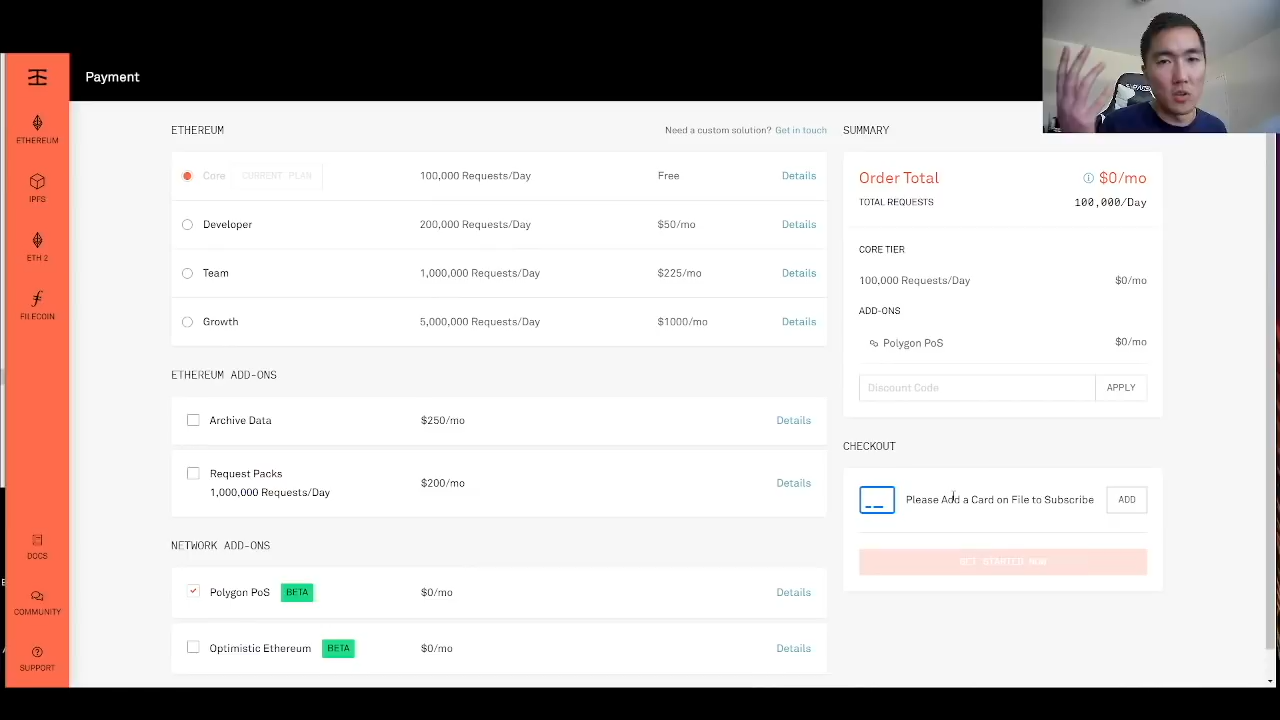 Payment
ETHEREUM
IPFS
ETH 2
FILECOIN
DOCS
COMMUNITY
SUPPORT
ETHEREUM
Need a custom solution? Get in touch
Core CURRENT PLAN 100,000 Requests/Day Free Details
Developer 200,000 Requests/Day $50/mo Details
Team 1,000,000 Requests/Day $225/mo Details
Growth 5,000,000 Requests/Day $1000/mo Details
ETHEREUM ADD-ONS
Archive Data $250/mo Details
Request Packs
1,000,000 Requests/Day $200/mo Details
NETWORK ADD-ONS
Polygon PoS BETA $0/mo Details
Optimistic Ethereum BETA $0/mo Details
SUMMARY
Order Total $0/mo
TOTAL REQUESTS 100,000/Day
CORE TIER
100,000 Requests/Day $0/mo
ADD-ONS
Polygon PoS $0/mo
Discount Code APPLY
CHECKOUT
Please Add a Card on File to Subscribe ADD
GET STARTED NOW